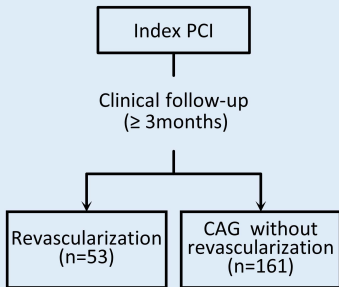 Index PCI
Clinical follow-up
(≥ 3months)
Revascularization
(n=53)
CAG without
revascularization
(n=161)